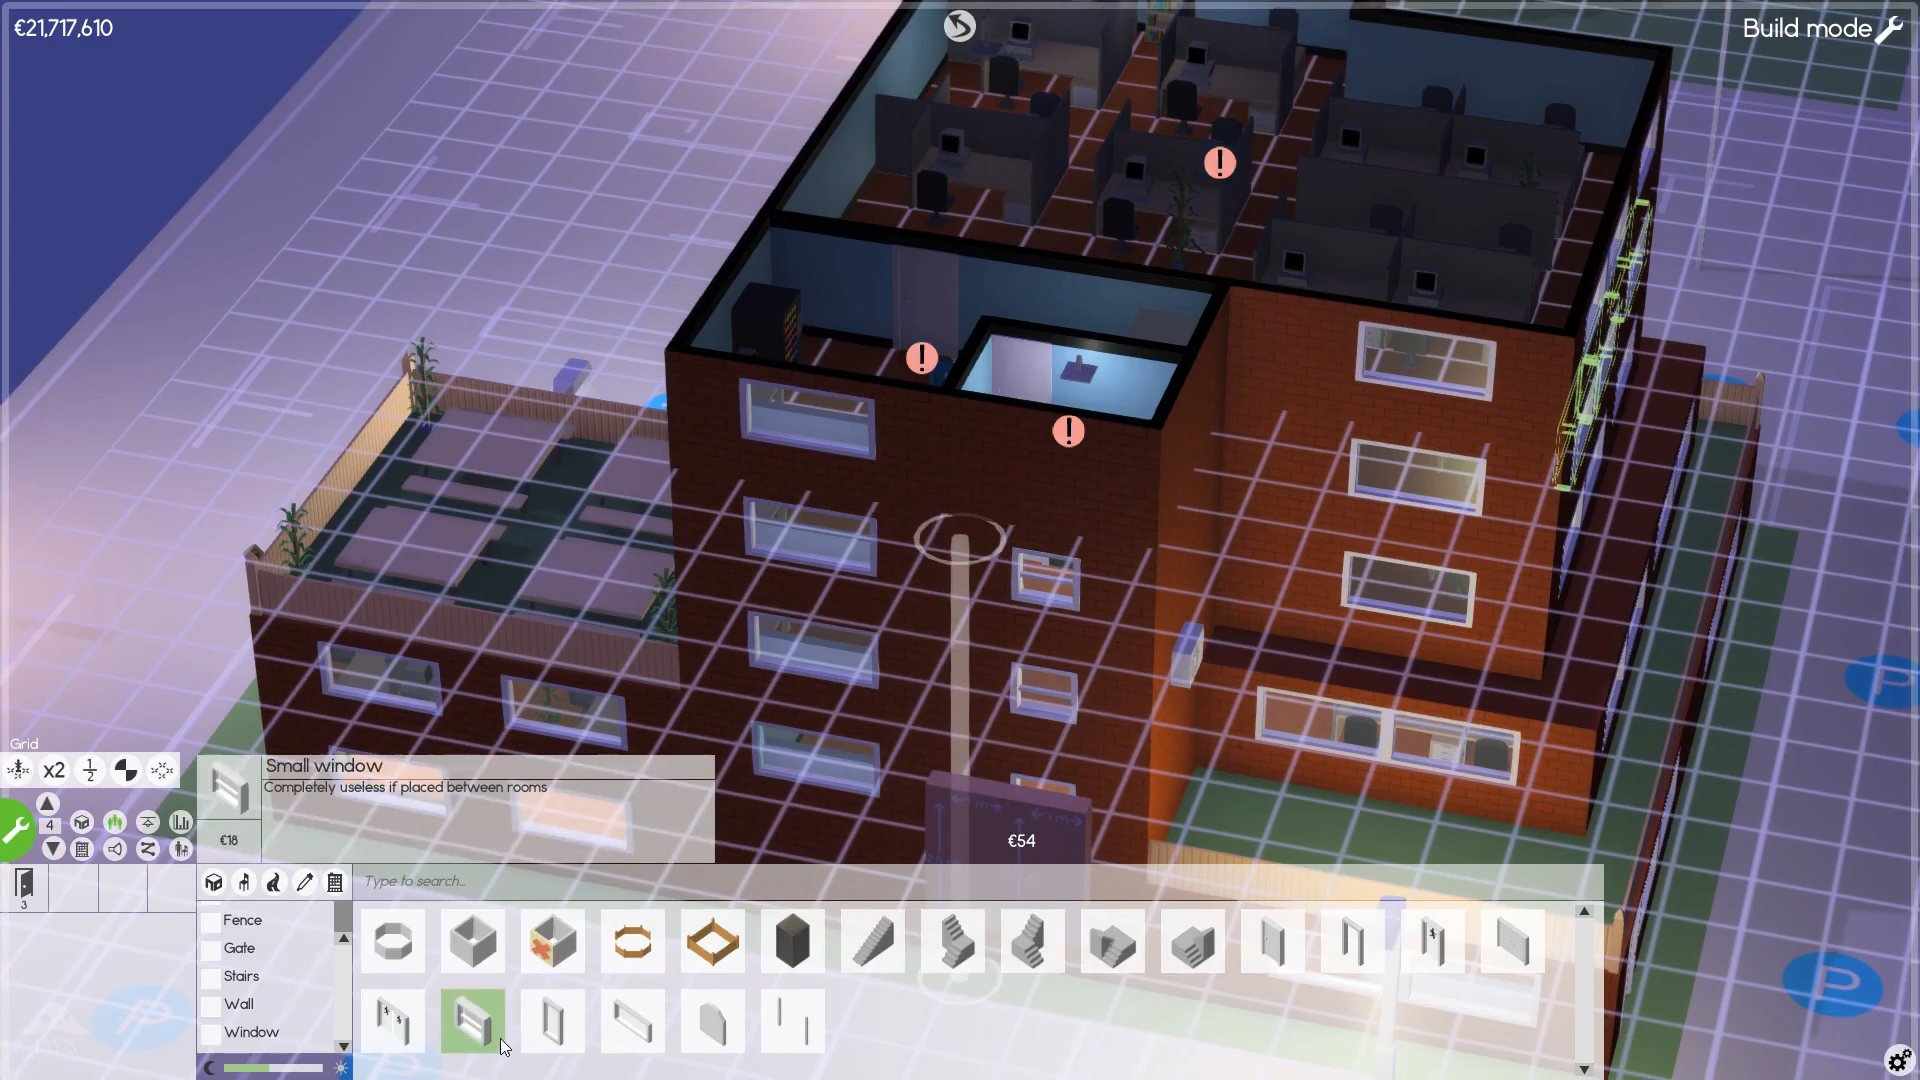 €21,717,610
Build mode
Grid
x2
1/2
4
3
Small window
Completely useless if placed between rooms
€18
€54
Type to search...
Fence
Gate
Stairs
Wall
Window
P
P
P
P